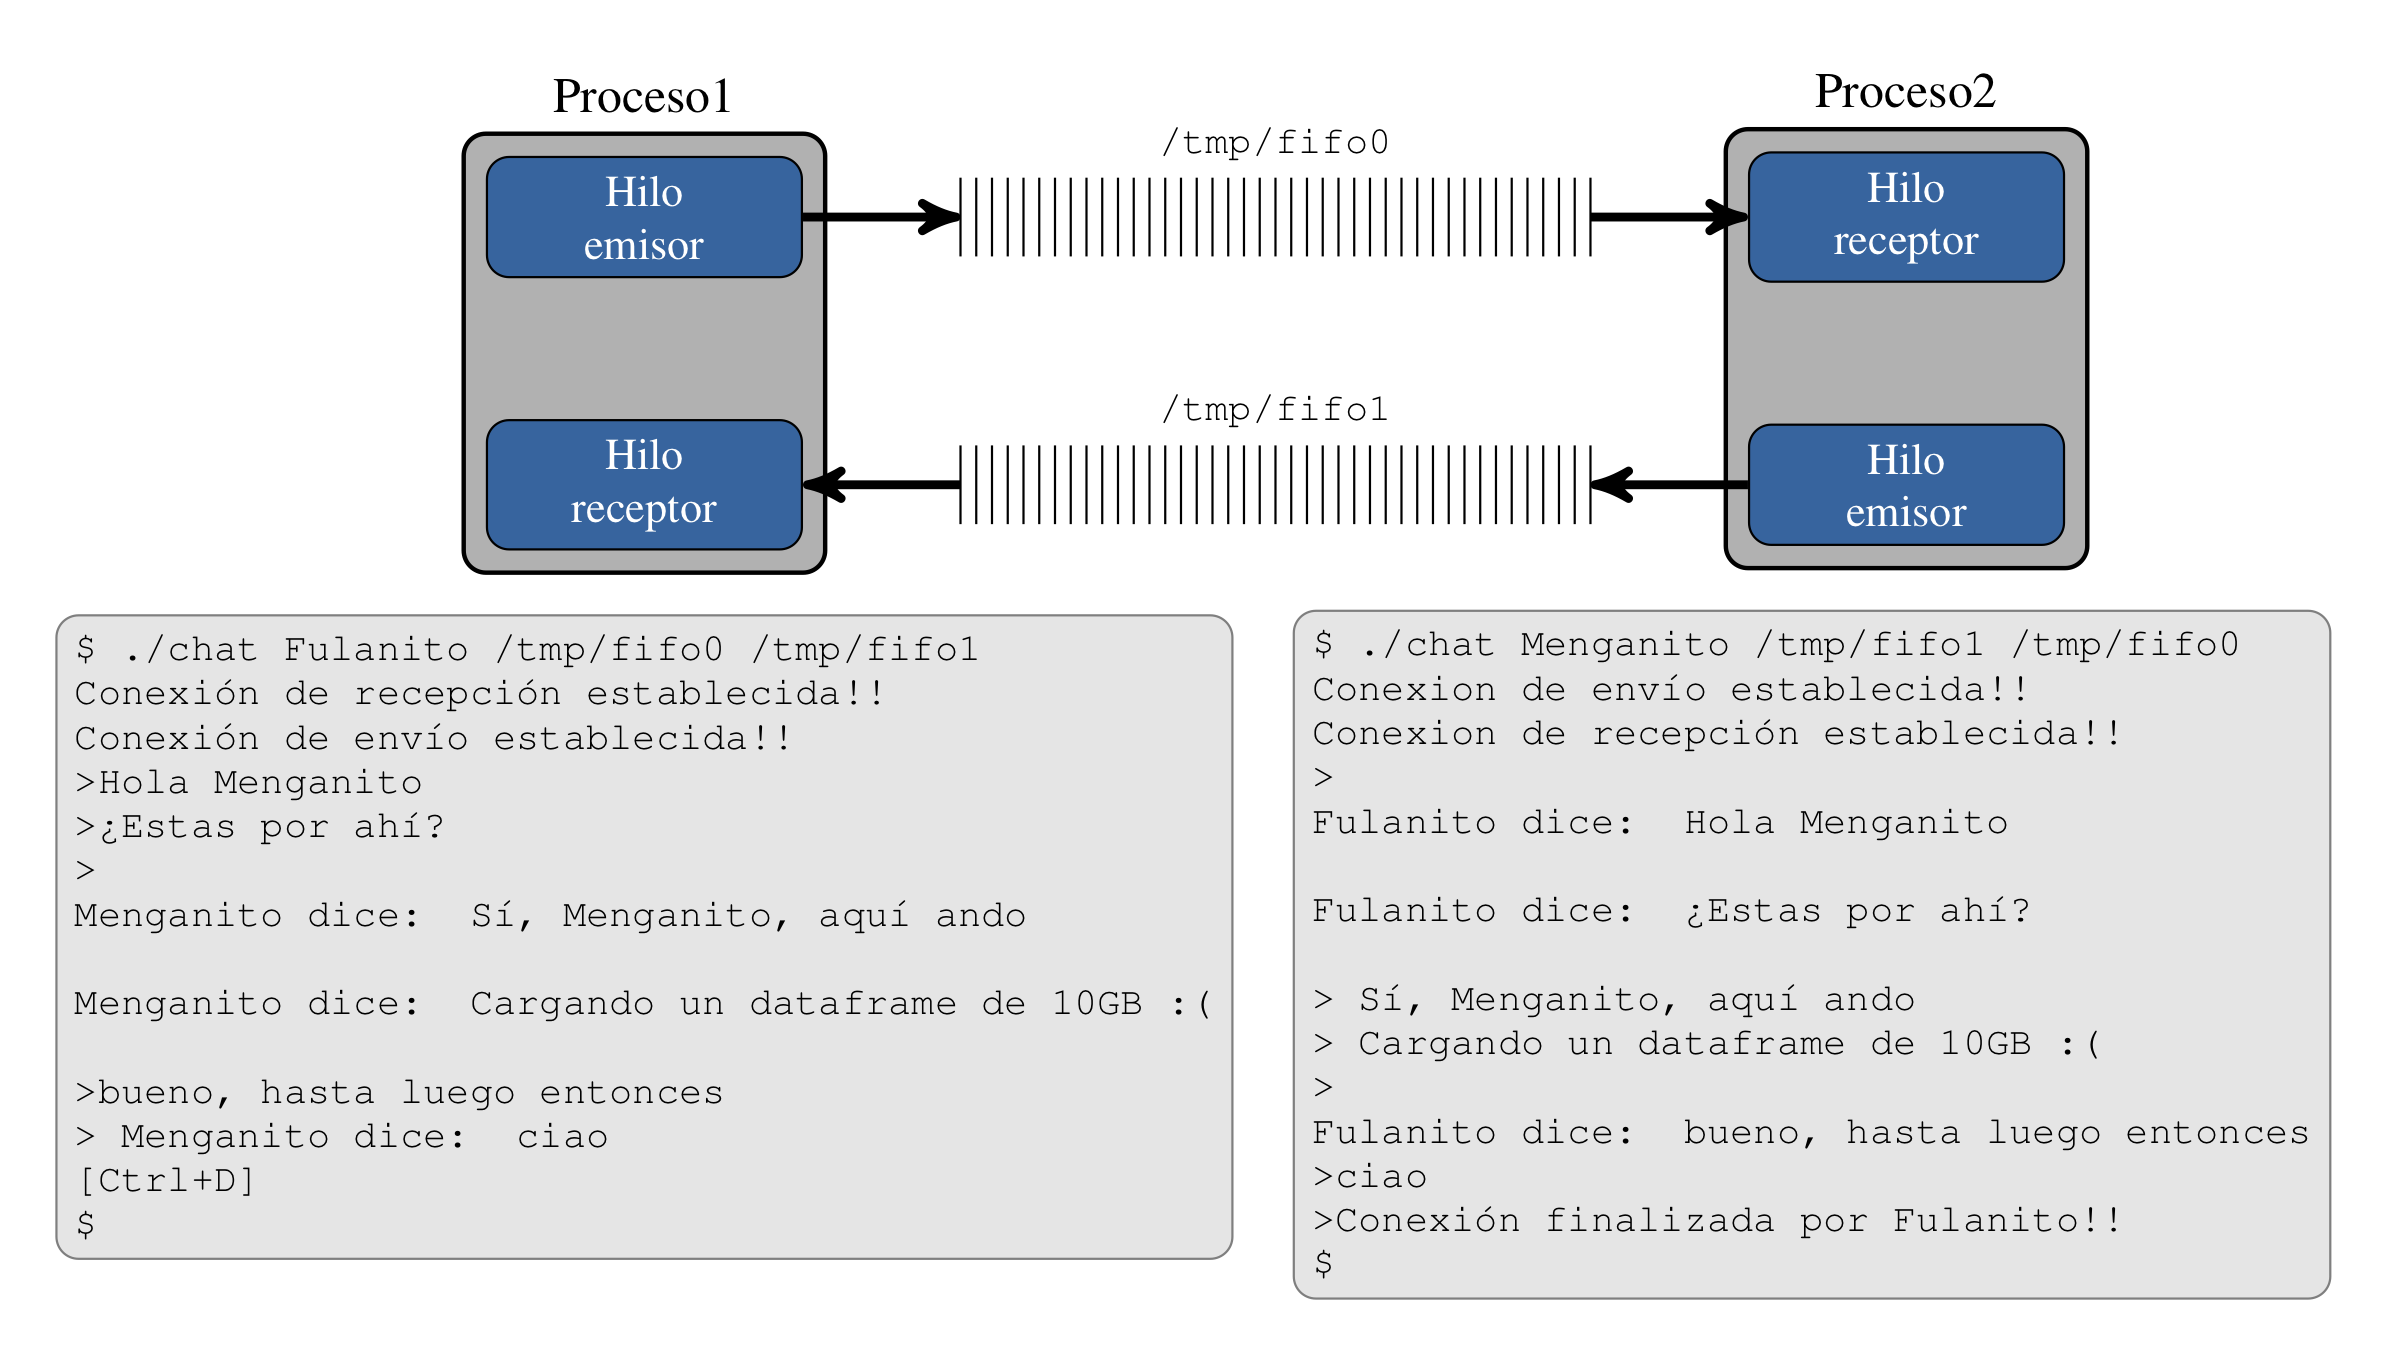 Proceso1
Proceso2
/tmp/fifo0
Hilo
emisor
Hilo
receptor
/tmp/fifo1
Hilo
receptor
Hilo
emisor
$ ./chat Fulanito /tmp/fifo0 /tmp/fifo1
Conexión de recepción establecida!!
Conexión de envío establecida!!
>Hola Menganito
>¿Estas por ahí?
>
Menganito dice:  Sí, Menganito, aquí ando
Menganito dice:  Cargando un dataframe de 10GB :(
>bueno, hasta luego entonces
> Menganito dice:  ciao
[Ctrl+D]
$
$ ./chat Menganito /tmp/fifo1 /tmp/fifo0
Conexion de envío establecida!!
Conexion de recepción establecida!!
>
Fulanito dice:  Hola Menganito
Fulanito dice:  ¿Estas por ahí?
> Sí, Menganito, aquí ando
> Cargando un dataframe de 10GB :(
>
Fulanito dice:  bueno, hasta luego entonces
>ciao
>Conexión finalizada por Fulanito!!
$